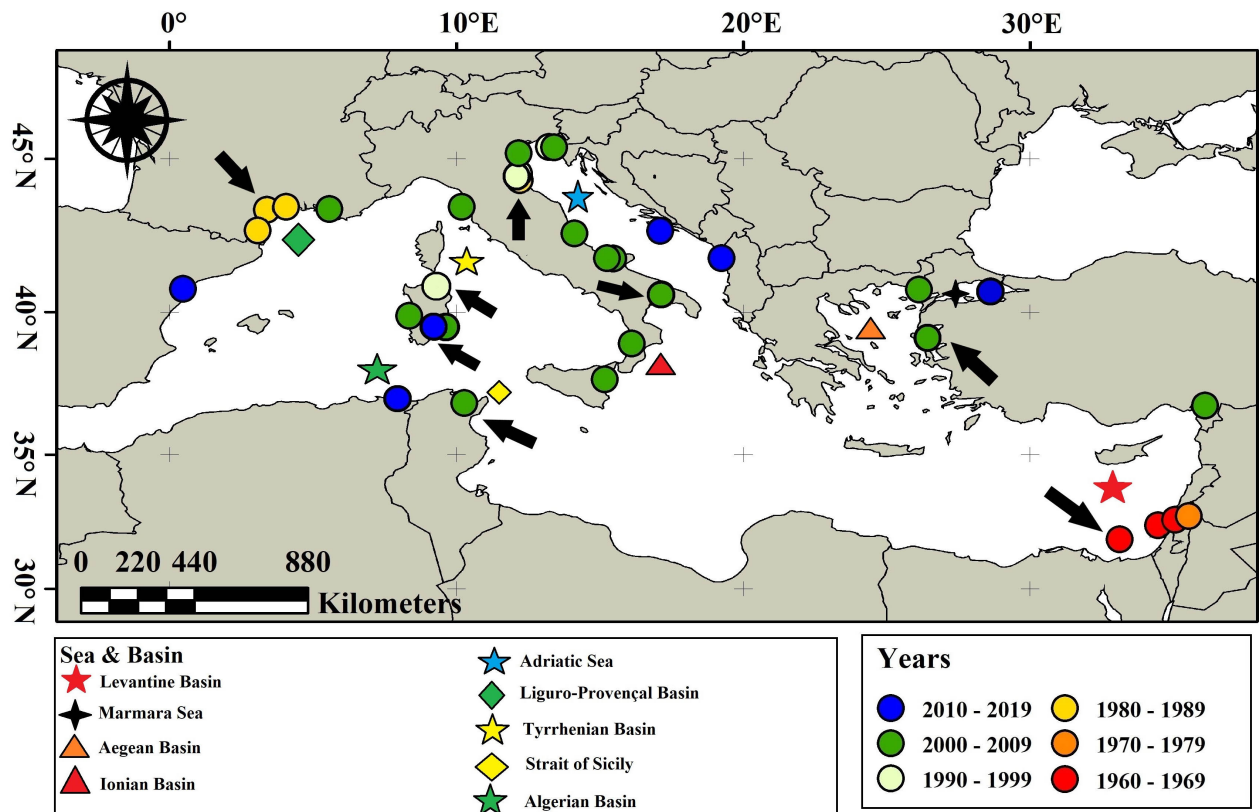 0° 10°E 20°E 30°E
45°N
40°N
35°N
30°N
0 220 440 880
Kilometers
Sea & Basin
Levantine Basin
Marmara Sea
Aegean Basin
Ionian Basin
Adriatic Sea
Liguro-Provençal Basin
Tyrrhenian Basin
Strait of Sicily
Algerian Basin
Years
2010 - 2019
2000 - 2009
1990 - 1999
1980 - 1989
1970 - 1979
1960 - 1969